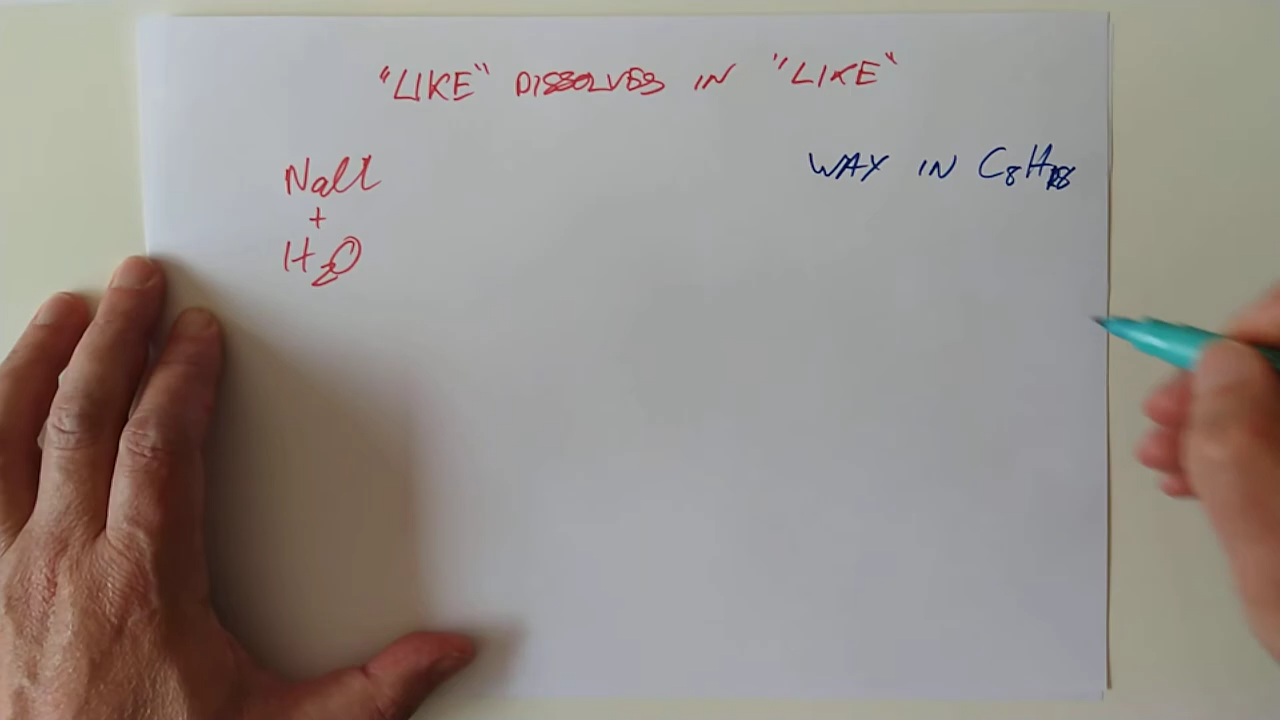 "LIKE" DISSOLVES IN "LIKE"
NaCl
+
H₂O
WAX IN C₈H₁₈